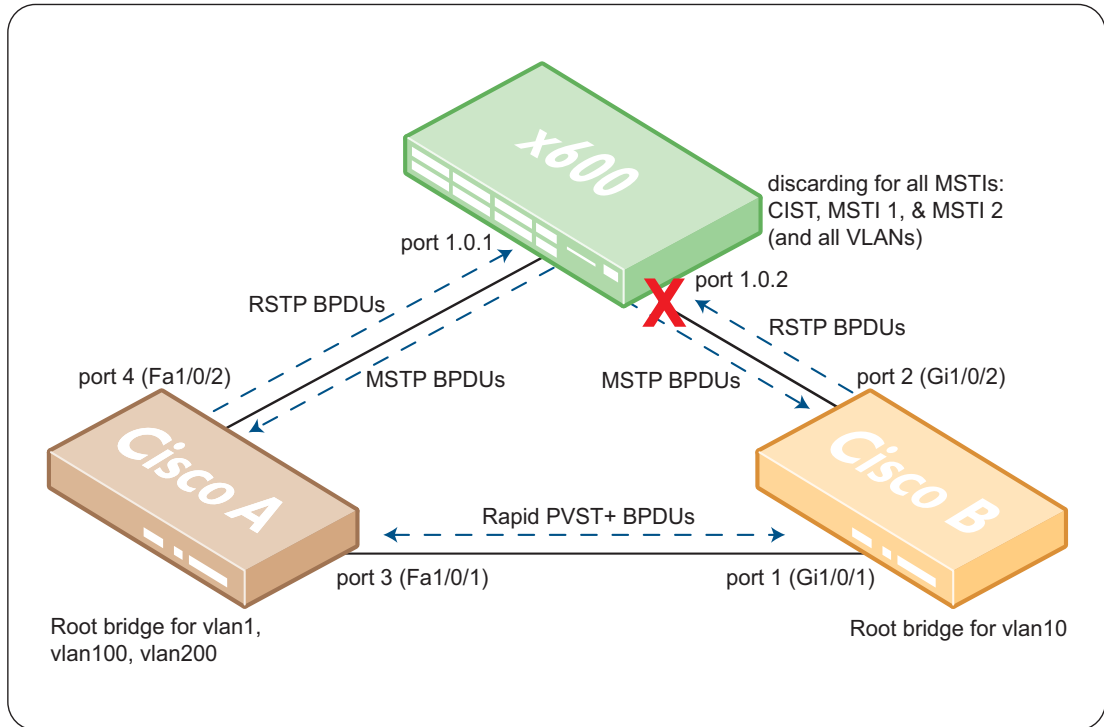 x600
discarding for all MSTIs:
CIST, MSTI 1, & MSTI 2
(and all VLANs)
port 1.0.1
port 1.0.2
X
RSTP BPDUs
RSTP BPDUs
port 4 (Fa1/0/2)
MSTP BPDUs
MSTP BPDUs
port 2 (Gi1/0/2)
Cisco A
Cisco B
Rapid PVST+ BPDUs
port 3 (Fa1/0/1)
port 1 (Gi1/0/1)
Root bridge for vlan1,
vlan100, vlan200
Root bridge for vlan10